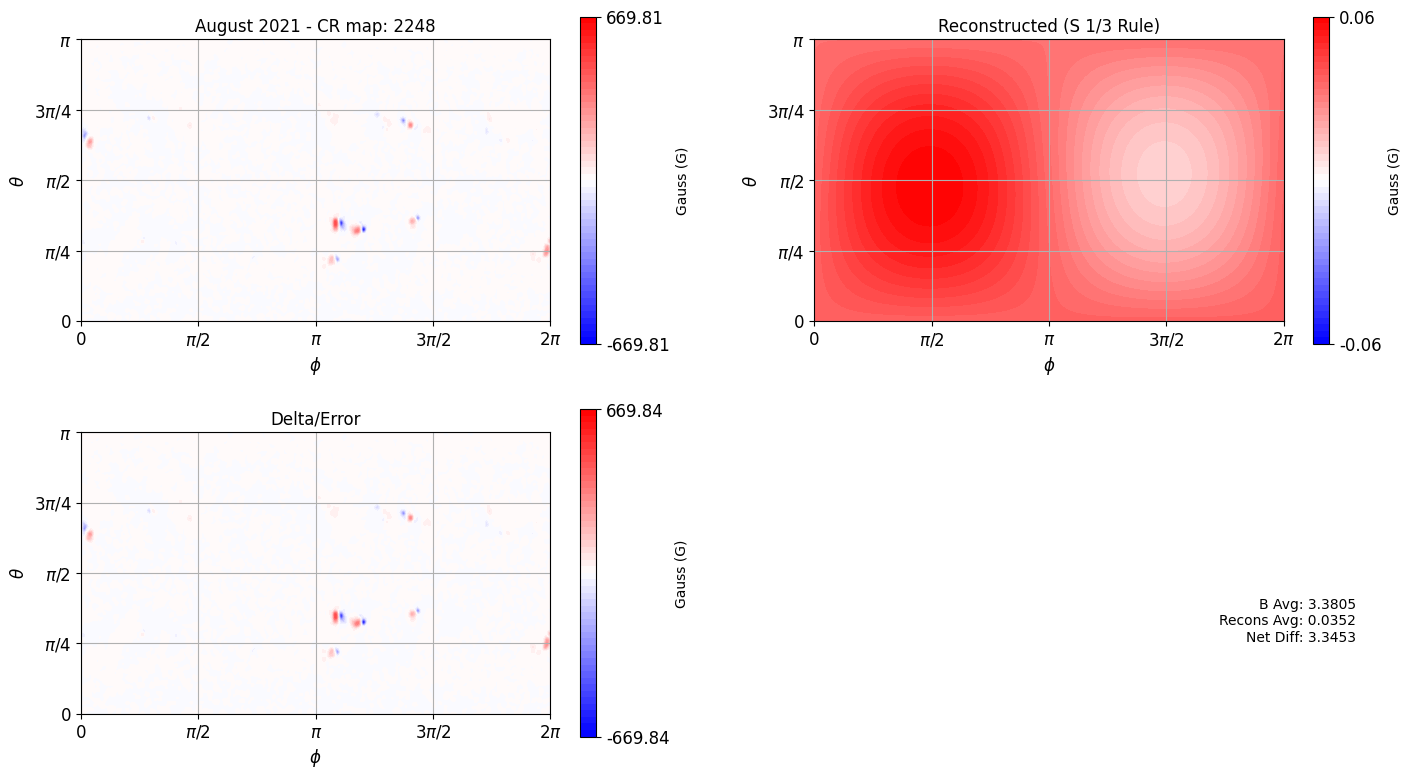 August 2021 - CR map: 2248
π
3π/4
π/2
π/4
0
θ
0
π/2
π
3π/2
2π
ϕ
669.81
-669.81
Gauss (G)
Reconstructed (S 1/3 Rule)
π
3π/4
π/2
π/4
0
θ
0
π/2
π
3π/2
2π
ϕ
0.06
-0.06
Gauss (G)
Delta/Error
π
3π/4
π/2
π/4
0
θ
0
π/2
π
3π/2
2π
ϕ
669.84
-669.84
Gauss (G)
B Avg: 3.3805
Recons Avg: 0.0352
Net Diff: 3.3453